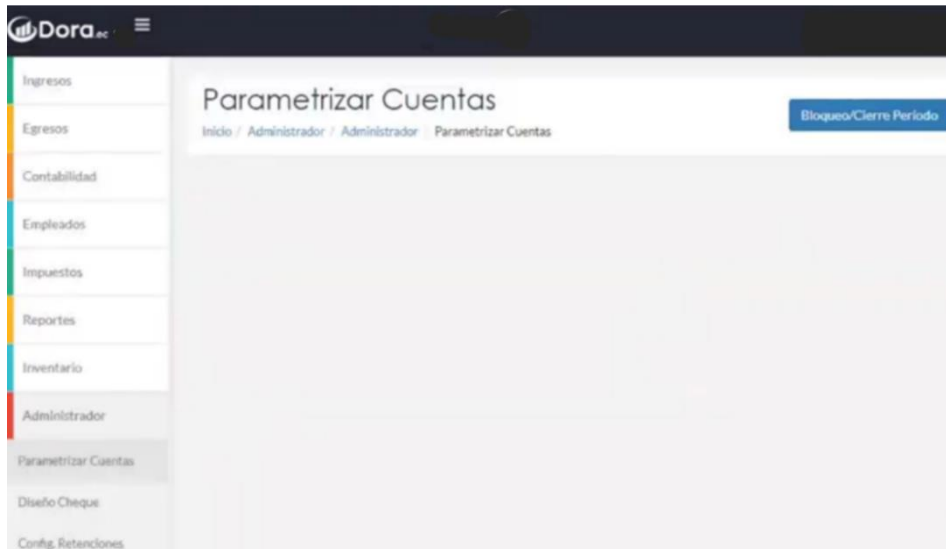 Dora.ec
Ingresos
Egresos
Contabilidad
Empleados
Impuestos
Reportes
Inventario
Administrador
Parametrizar Cuentas
Diseño Cheque
Config. Retenciones
Parametrizar Cuentas
Inicio / Administrador / Administrador Parametrizar Cuentas
Bloqueo/Cierre Periodo